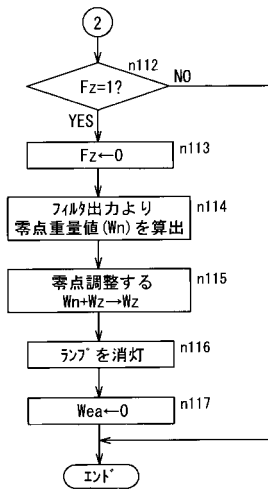 2
n112
Fz=1?
NO
YES
Fz←0
n113
ﾌｨﾙﾀ出力より
零点重量値(Wn)を算出
n114
零点調整する
Wn+Wz→Wz
n115
ﾗﾝﾌﾟを消灯
n116
Wea←0
n117
ｴﾝﾄﾞ